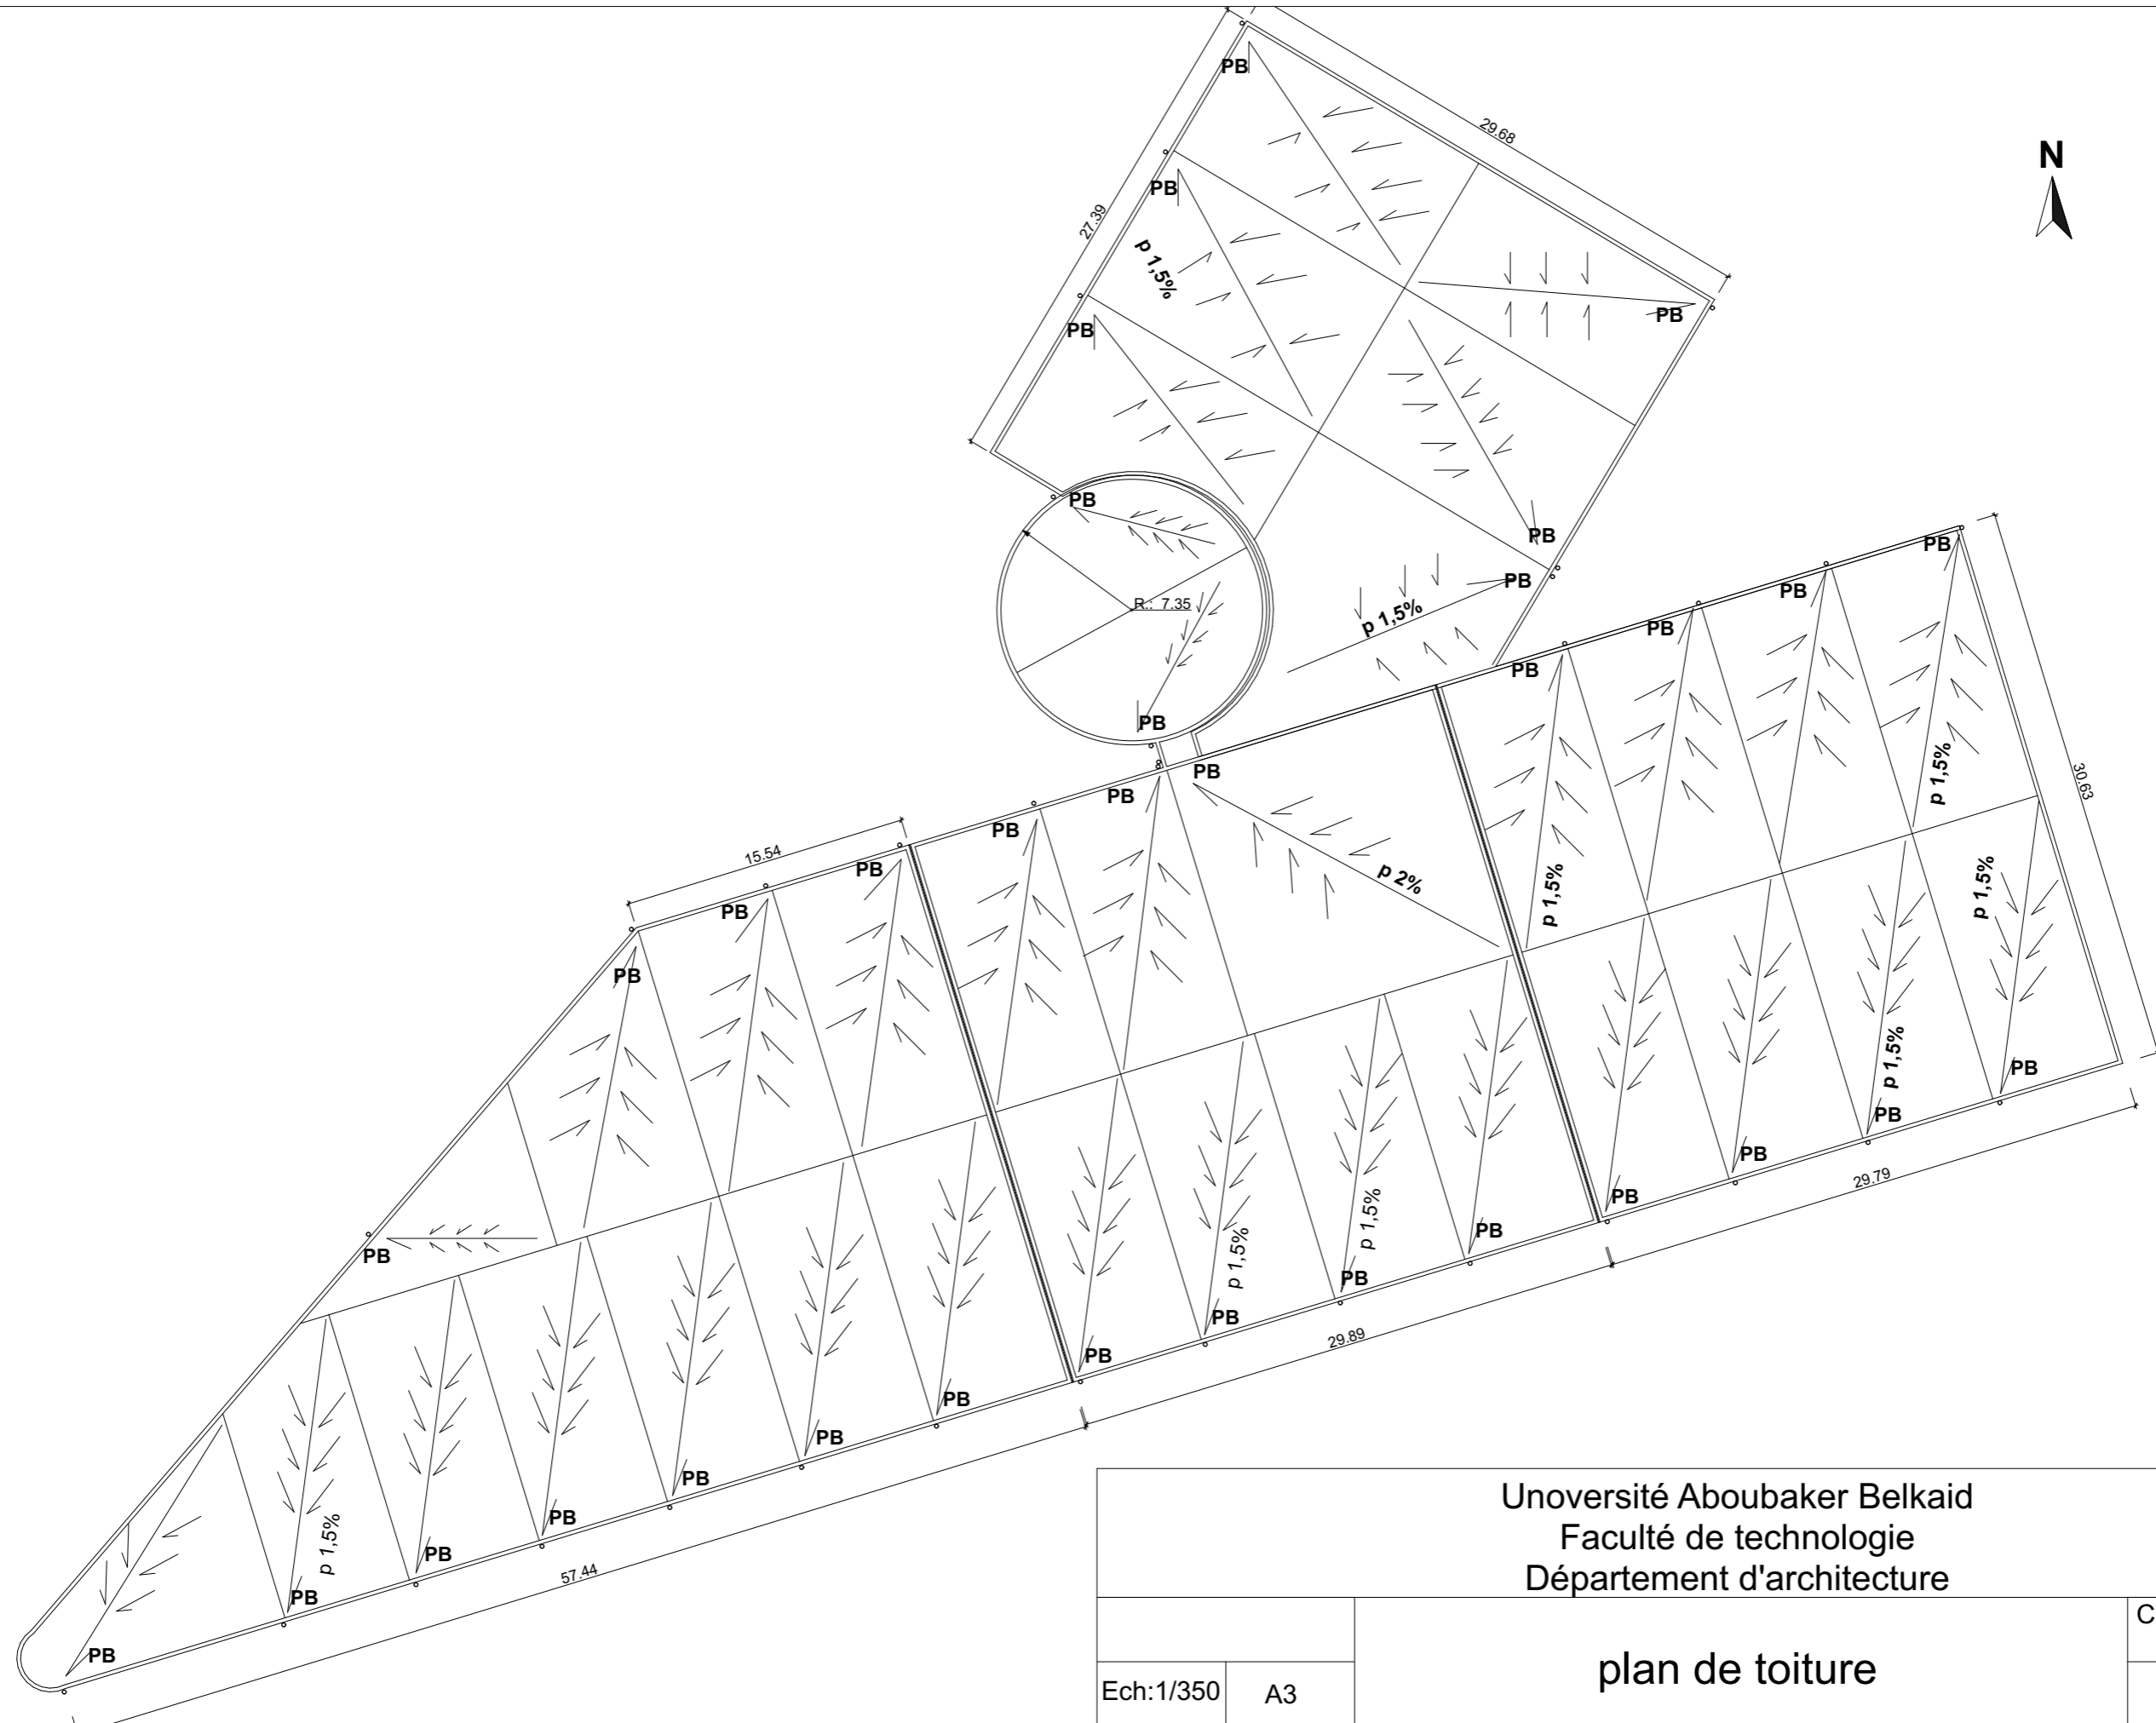 PB
29.68
N
PB
27.39
p 1,5%
PB
PB
PB
PB
PB
PB
R.: 7.35
p 1,5%
PB
PB
PB
PB
PB
PB
PB
PB
p 1,5%
30.63
15.54
PB
PB
PB
p 2%
p 1,5%
p 1,5%
PB
PB
p 1,5%
PB
PB
PB
PB
29.79
p 1,5%
p 1,5%
PB
PB
PB
PB
PB
29.89
PB
PB
PB
PB
PB
p 1,5%
PB
57.44
PB
Unoversité Aboubaker Belkaid
Faculté de technologie
Département d'architecture
C
plan de toiture
Ech:1/350
A3